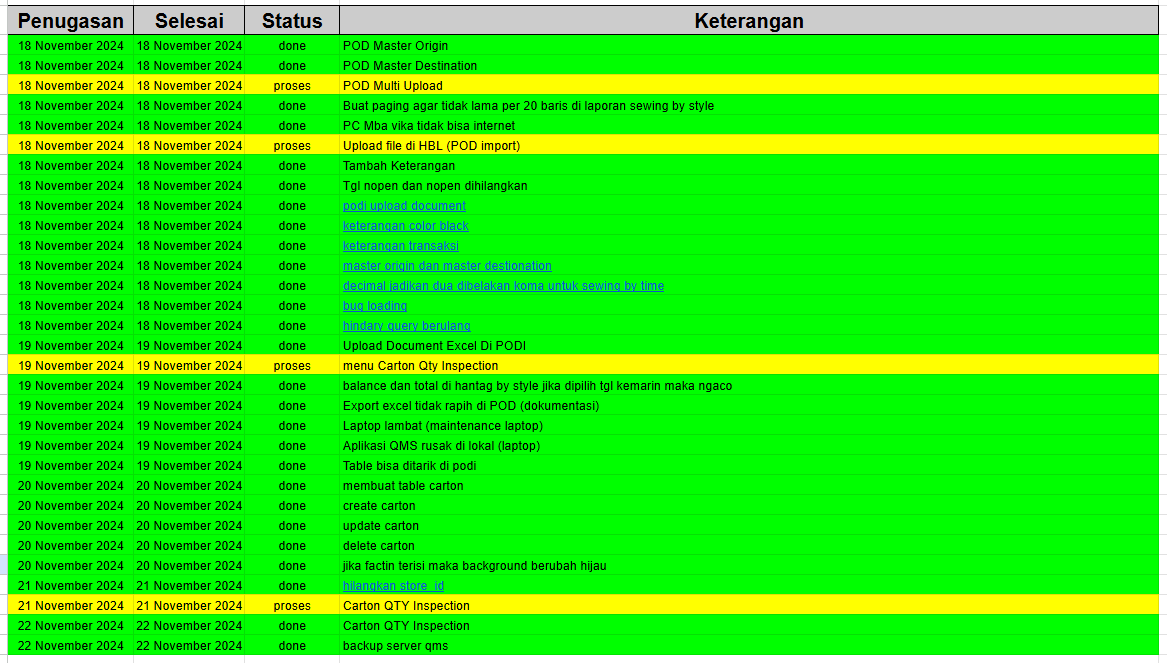 Penugasan Selesai Status Keterangan
18 November 2024 18 November 2024 done POD Master Origin
18 November 2024 18 November 2024 done POD Master Destination
18 November 2024 18 November 2024 proses POD Multi Upload
18 November 2024 18 November 2024 done Buat paging agar tidak lama per 20 baris di laporan sewing by style
18 November 2024 18 November 2024 done PC Mba vika tidak bisa internet
18 November 2024 18 November 2024 proses Upload file di HBL (POD import)
18 November 2024 18 November 2024 done Tambah Keterangan
18 November 2024 18 November 2024 done Tgl nopen dan nopen dihilangkan
18 November 2024 18 November 2024 done podi upload document
18 November 2024 18 November 2024 done keterangan color black
18 November 2024 18 November 2024 done keterangan transaksi
18 November 2024 18 November 2024 done master origin dan master destionation
18 November 2024 18 November 2024 done decimal jadikan dua dibelakan koma untuk sewing by time
18 November 2024 18 November 2024 done bug loading
18 November 2024 18 November 2024 done hindary query berulang
19 November 2024 19 November 2024 done Upload Document Excel Di PODI
19 November 2024 19 November 2024 proses menu Carton Qty Inspection
19 November 2024 19 November 2024 done balance dan total di hantag by style jika dipilih tgl kemarin maka ngaco
19 November 2024 19 November 2024 done Export excel tidak rapih di POD (dokumentasi)
19 November 2024 19 November 2024 done Laptop lambat (maintenance laptop)
19 November 2024 19 November 2024 done Aplikasi QMS rusak di lokal (laptop)
19 November 2024 19 November 2024 done Table bisa ditarik di podi
20 November 2024 20 November 2024 done membuat table carton
20 November 2024 20 November 2024 done create carton
20 November 2024 20 November 2024 done update carton
20 November 2024 20 November 2024 done delete carton
20 November 2024 20 November 2024 done jika factin terisi maka background berubah hijau
21 November 2024 21 November 2024 done hilangkan store_id
21 November 2024 21 November 2024 proses Carton QTY Inspection
22 November 2024 22 November 2024 done Carton QTY Inspection
22 November 2024 22 November 2024 done backup server qms